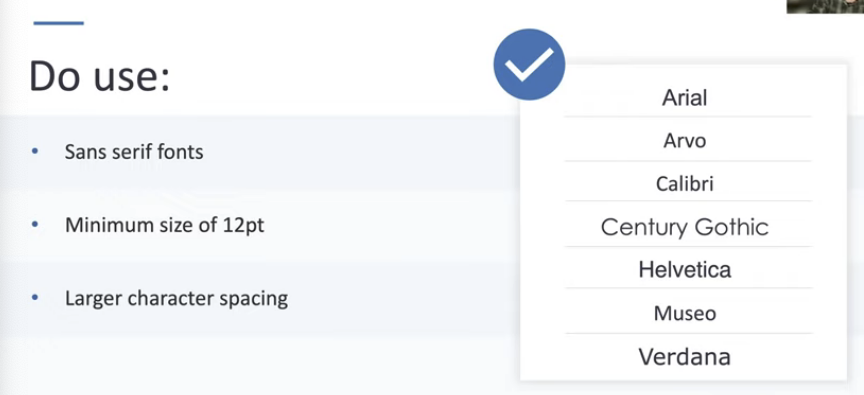 Do use:
• Sans serif fonts
• Minimum size of 12pt
• Larger character spacing
Arial
Arvo
Calibri
Century Gothic
Helvetica
Museo
Verdana